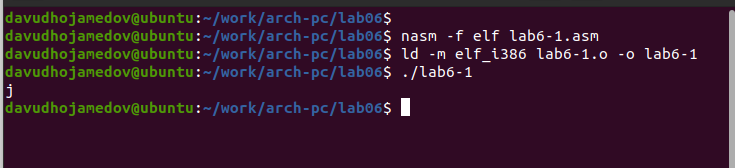 davudhojamedov@ubuntu:~/work/arch-pc/lab06$
davudhojamedov@ubuntu:~/work/arch-pc/lab06$ nasm -f elf lab6-1.asm
davudhojamedov@ubuntu:~/work/arch-pc/lab06$ ld -m elf_i386 lab6-1.o -o lab6-1
davudhojamedov@ubuntu:~/work/arch-pc/lab06$ ./lab6-1
j
davudhojamedov@ubuntu:~/work/arch-pc/lab06$